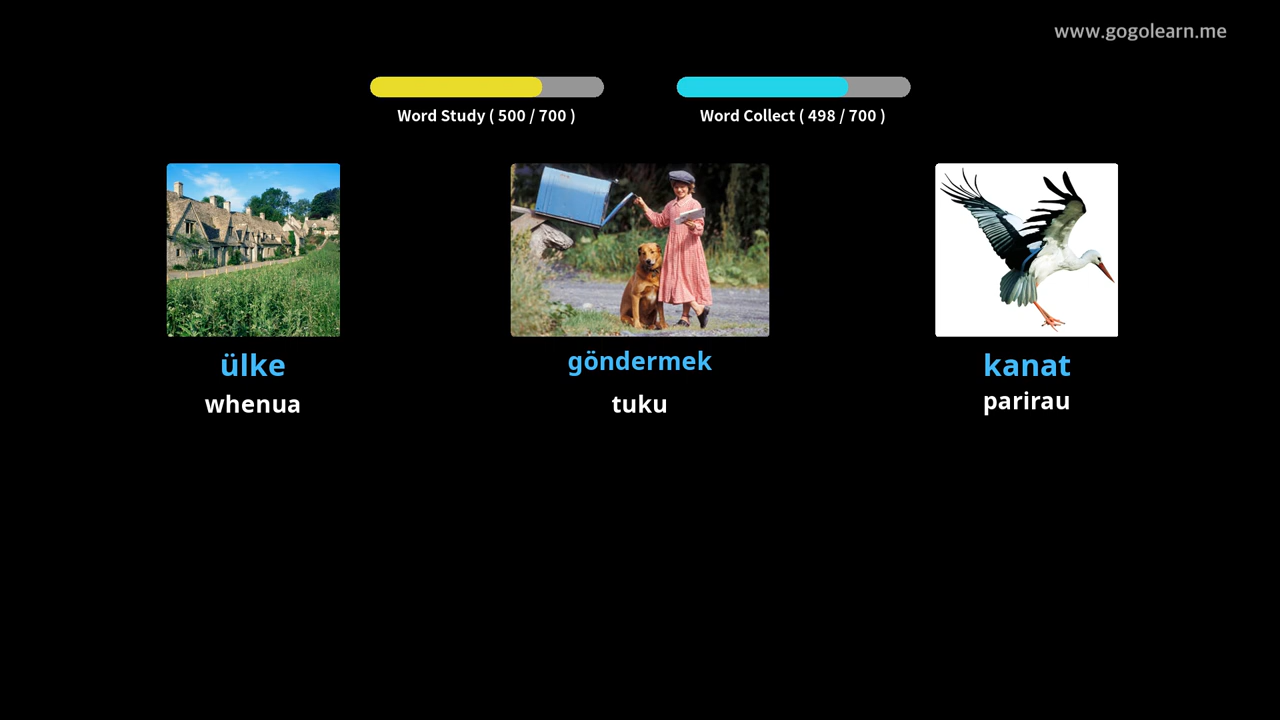 www.gogolearn.me
Word Study ( 500 / 700 )
Word Collect ( 498 / 700 )
ülke
göndermek
kanat
whenua
tuku
parirau